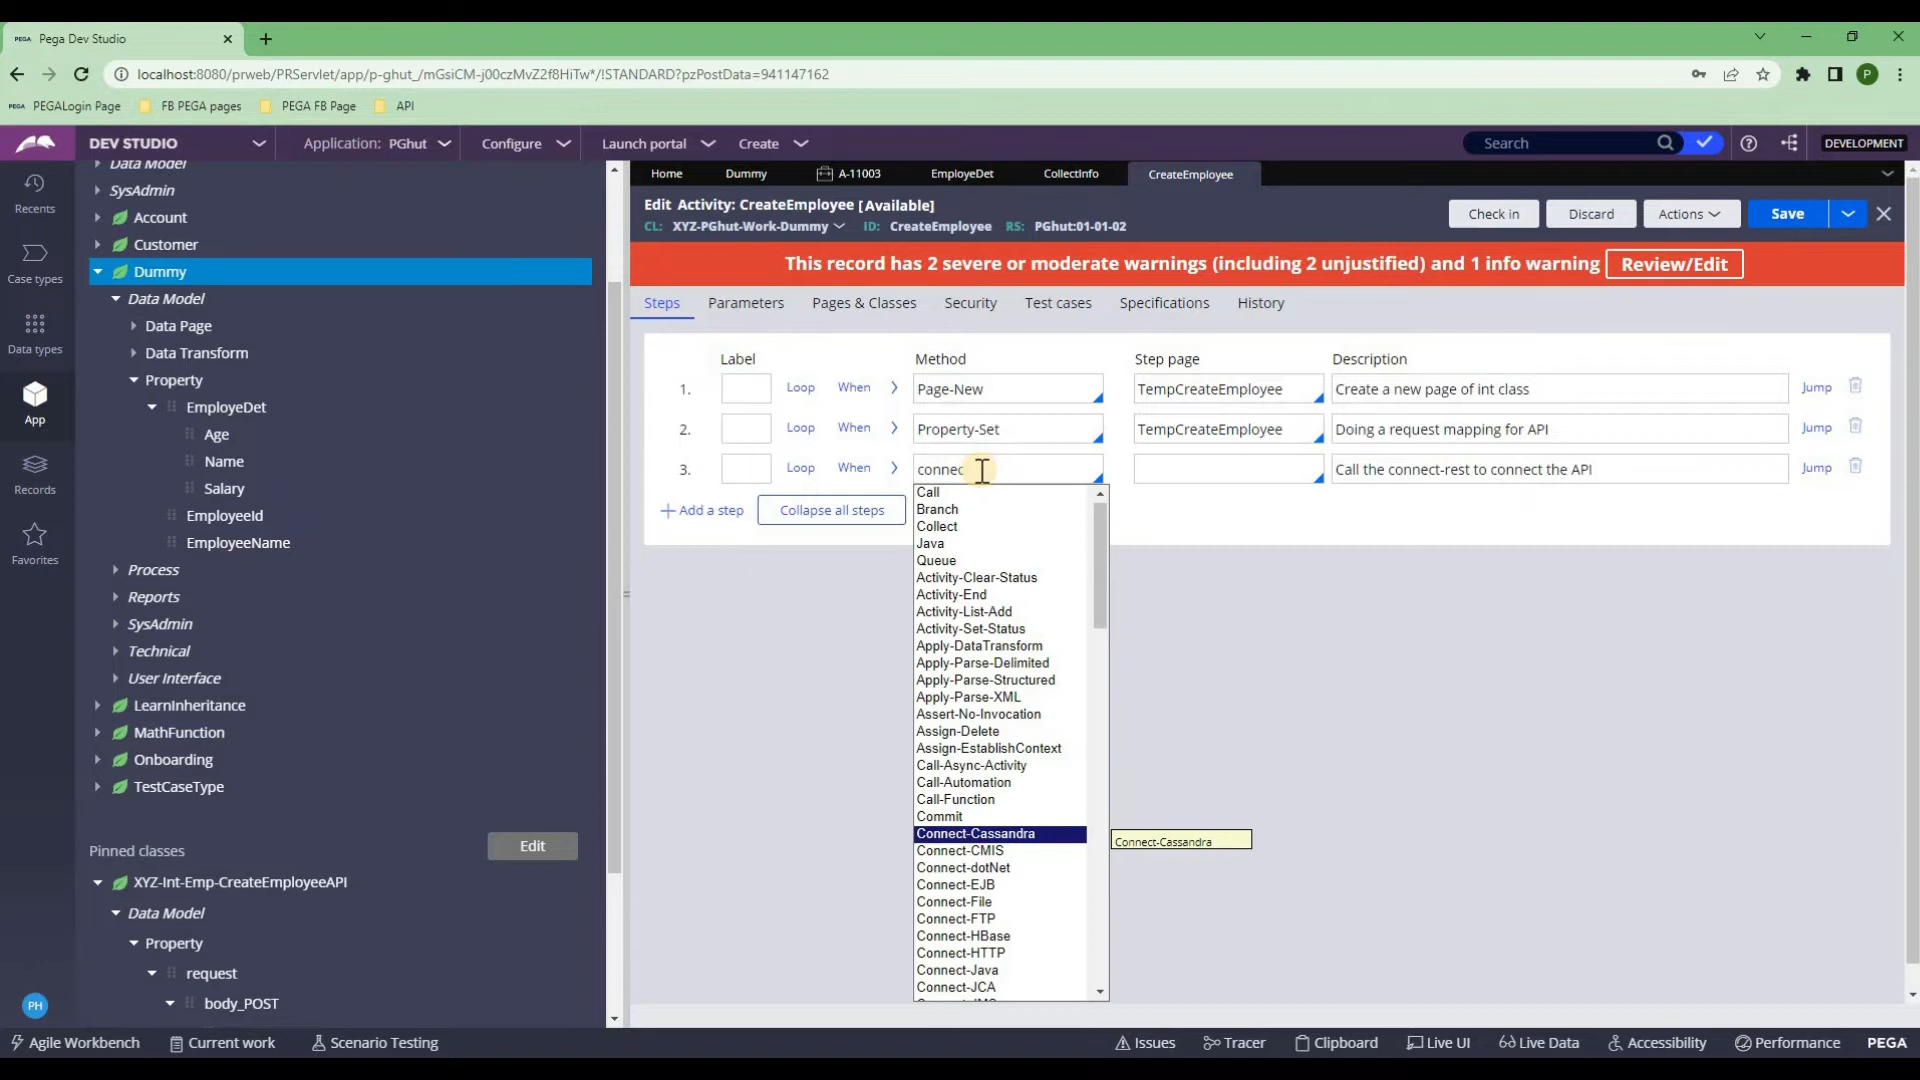 PEGA Pega Dev Studio
localhost:8080/prweb/PRServlet/app/p-ghut_/mGsiCM-j00czMvZ2f8HiTw*/!STANDARD?pzPostData=941147162
P
PEGA PEGALogin Page FB PEGA pages PEGA FB Page API
DEV STUDIO Application: PGhut Configure Launch portal Create Search DEVELOPMENT
Recents
Case types
Data types
App
Records
Favorites
PH
Data Model
SysAdmin
Account
Customer
Dummy
Data Model
Data Page
Data Transform
Property
EmployeDet
Age
Name
Salary
EmployeeId
EmployeeName
Process
Reports
SysAdmin
Technical
User Interface
LearnInheritance
MathFunction
Onboarding
TestCaseType
Pinned classes Edit
XYZ-Int-Emp-CreateEmployeeAPI
Data Model
Property
request
body_POST
Home Dummy A-11003 EmployeDet CollectInfo CreateEmployee
Edit Activity: CreateEmployee [Available]
CL: XYZ-PGhut-Work-Dummy ID: CreateEmployee RS: PGhut:01-01-02
Check in Discard Actions Save
This record has 2 severe or moderate warnings (including 2 unjustified) and 1 info warning Review/Edit
Steps Parameters Pages & Classes Security Test cases Specifications History
Label Method Step page Description
1. Loop When Page-New TempCreateEmployee Create a new page of int class Jump
2. Loop When Property-Set TempCreateEmployee Doing a request mapping for API Jump
3. Loop When connec Call the connect-rest to connect the API Jump
Add a step Collapse all steps
Call
Branch
Collect
Java
Queue
Activity-Clear-Status
Activity-End
Activity-List-Add
Activity-Set-Status
Apply-DataTransform
Apply-Parse-Delimited
Apply-Parse-Structured
Apply-Parse-XML
Assert-No-Invocation
Assign-Delete
Assign-EstablishContext
Call-Async-Activity
Call-Automation
Call-Function
Commit
Connect-Cassandra
Connect-Cassandra
Connect-CMIS
Connect-dotNet
Connect-EJB
Connect-File
Connect-FTP
Connect-HBase
Connect-HTTP
Connect-Java
Connect-JCA
Agile Workbench Current work Scenario Testing Issues Tracer Clipboard Live UI Live Data Accessibility Performance PEGA